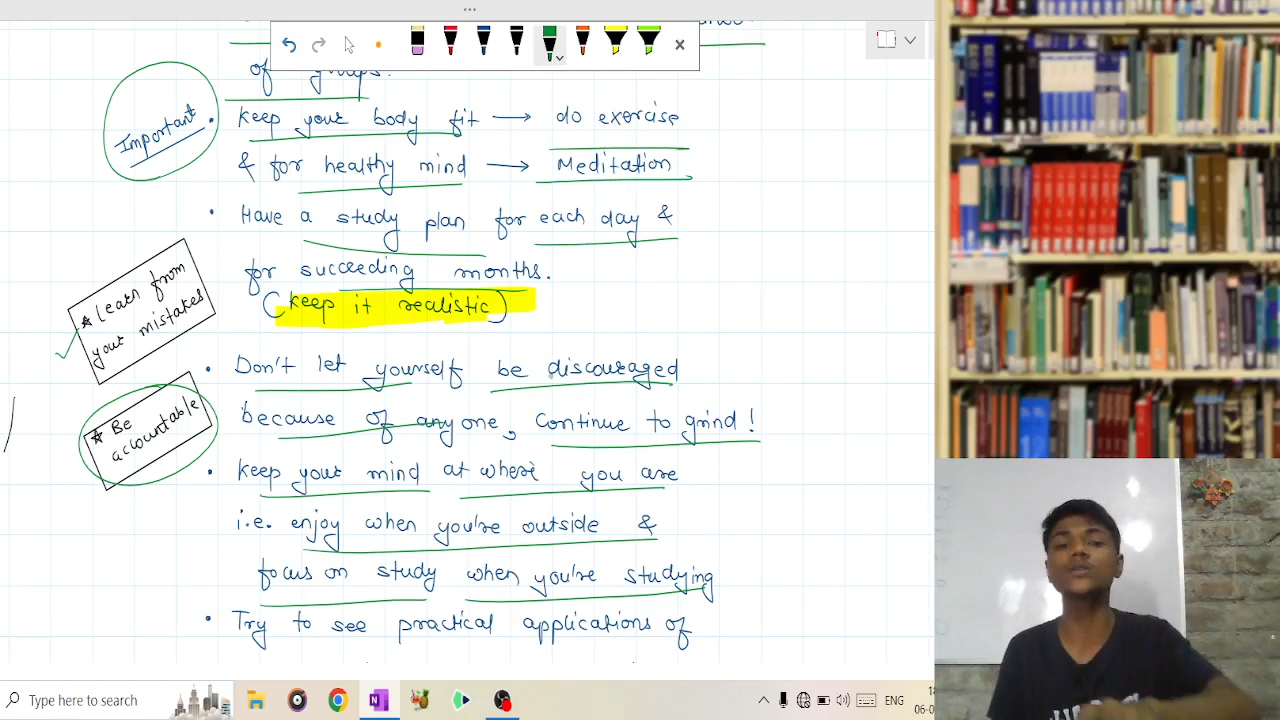 of groups.
Important
• keep your body fit → do exercise
& for healthy mind → Meditation
• Have a study plan for each day &
for succeeding months.
(keep it realistic)
★ Learn from
your mistakes
• Don't let yourself be discouraged
because of anyone, Continue to grind!
★ Be
accountable
• keep your mind at where you are
i.e. enjoy when you're outside &
focus on study when you're studying
• Try to see practical applications of
Type here to search
ENG